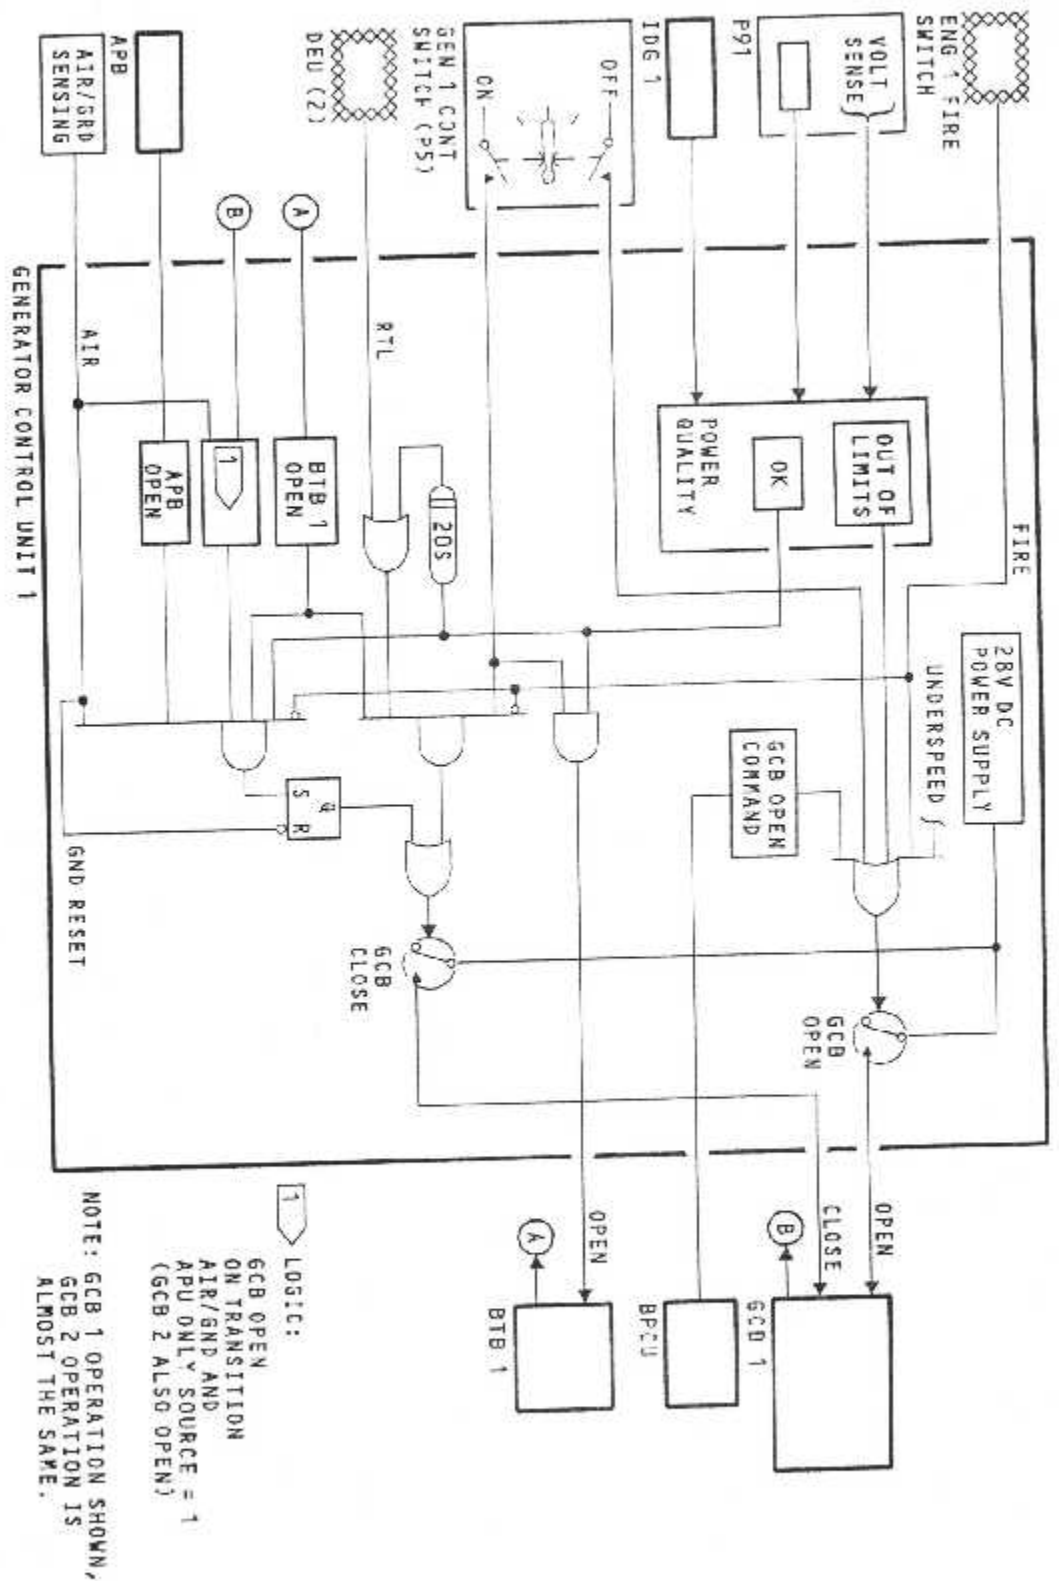 ENG 1 FIRE
SWITCH
VOLT
SENSE
P91
IDG 1
OFF
ON
GEN 1 CONT
SWITCH (P5)
DEU (2)
APB
AIR/GRD
SENSING
A
B
FIRE
28V DC
POWER SUPPLY
UNDERSPEED
OUT OF
LIMITS
OK
POWER
QUALITY
GCB OPEN
COMMAND
RTL
20S
BTB 1
OPEN
1
APB
OPEN
AIR
S
Q
R
GND RESET
GCB
OPEN
GCB
CLOSE
GENERATOR CONTROL UNIT 1
OPEN
CLOSE
B
GCB 1
BPCU
OPEN
A
BTB 1
1
LOGIC:
GCB OPEN
ON TRANSITION
AIR/GND AND
APU ONLY SOURCE = 1
(GCB 2 ALSO OPEN)
NOTE: GCB 1 OPERATION SHOWN,
GCB 2 OPERATION IS
ALMOST THE SAME.